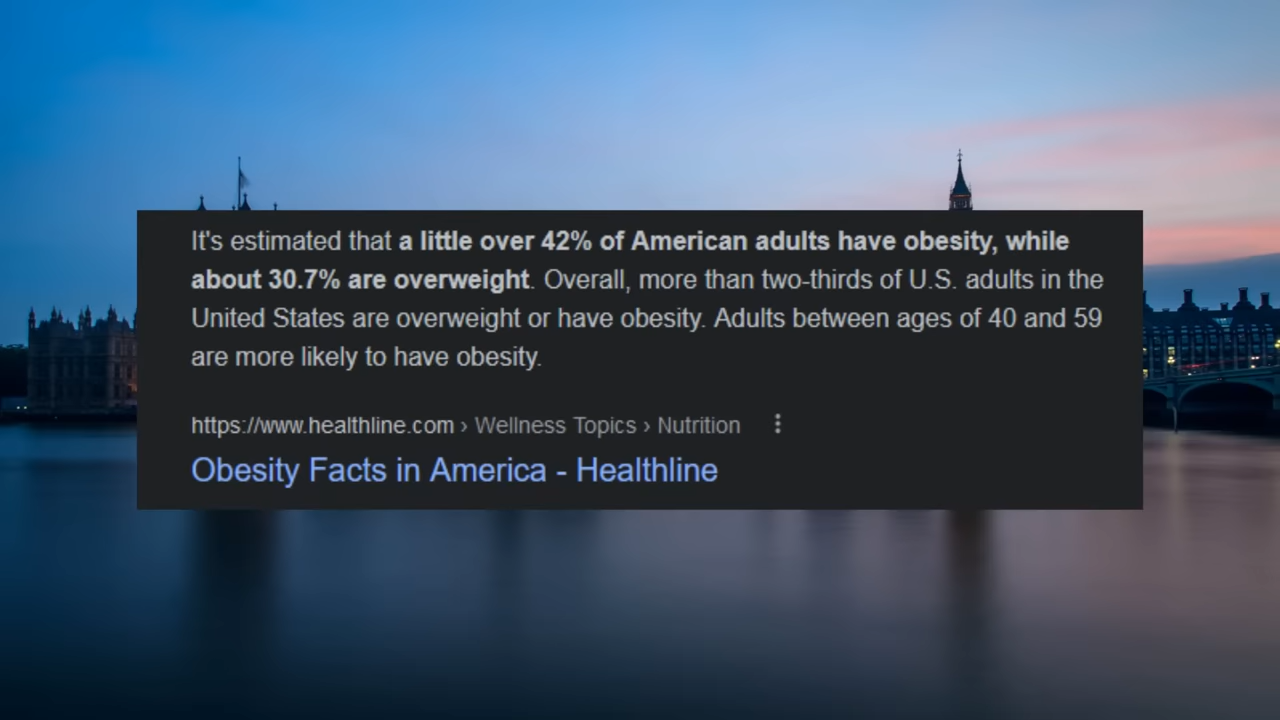 It's estimated that a little over 42% of American adults have obesity, while
about 30.7% are overweight. Overall, more than two-thirds of U.S. adults in the
United States are overweight or have obesity. Adults between ages of 40 and 59
are more likely to have obesity.
https://www.healthline.com › Wellness Topics › Nutrition
Obesity Facts in America - Healthline